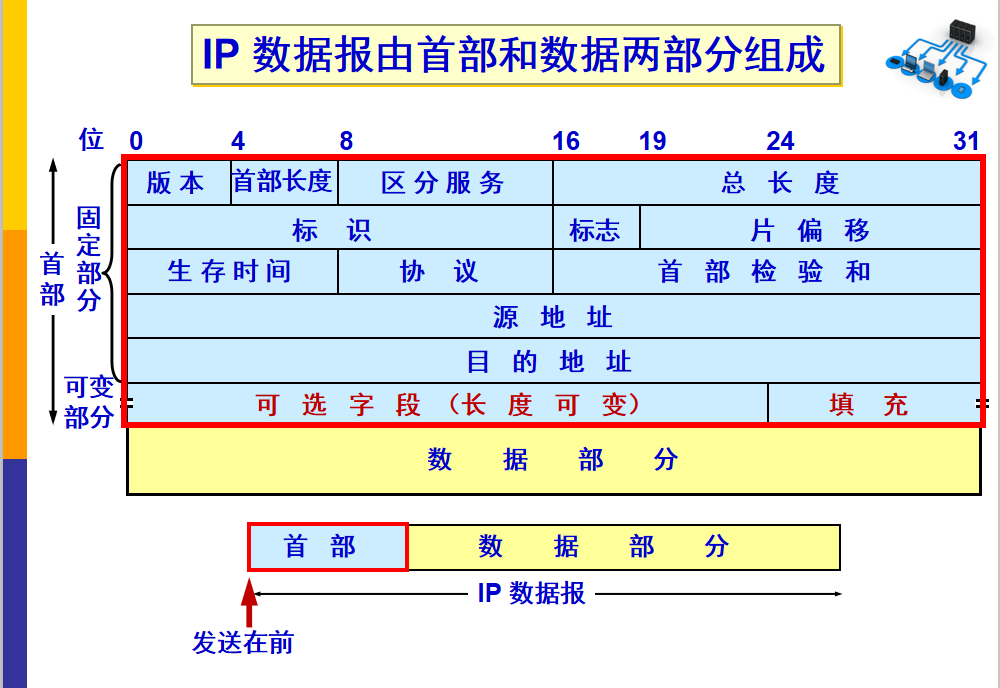 IP 数据报由首部和数据两部分组成
位 0 4 8 16 19 24 31
版 本 首部长度 区 分 服 务 总 长 度
标 识 标志 片 偏 移
生 存 时 间 协 议 首 部 检 验 和
源 地 址
目 的 地 址
可 选 字 段 （长 度 可 变） 填 充
数 据 部 分
首部
固定部分
可变
部分
首 部 数 据 部 分
IP 数据报
发送在前